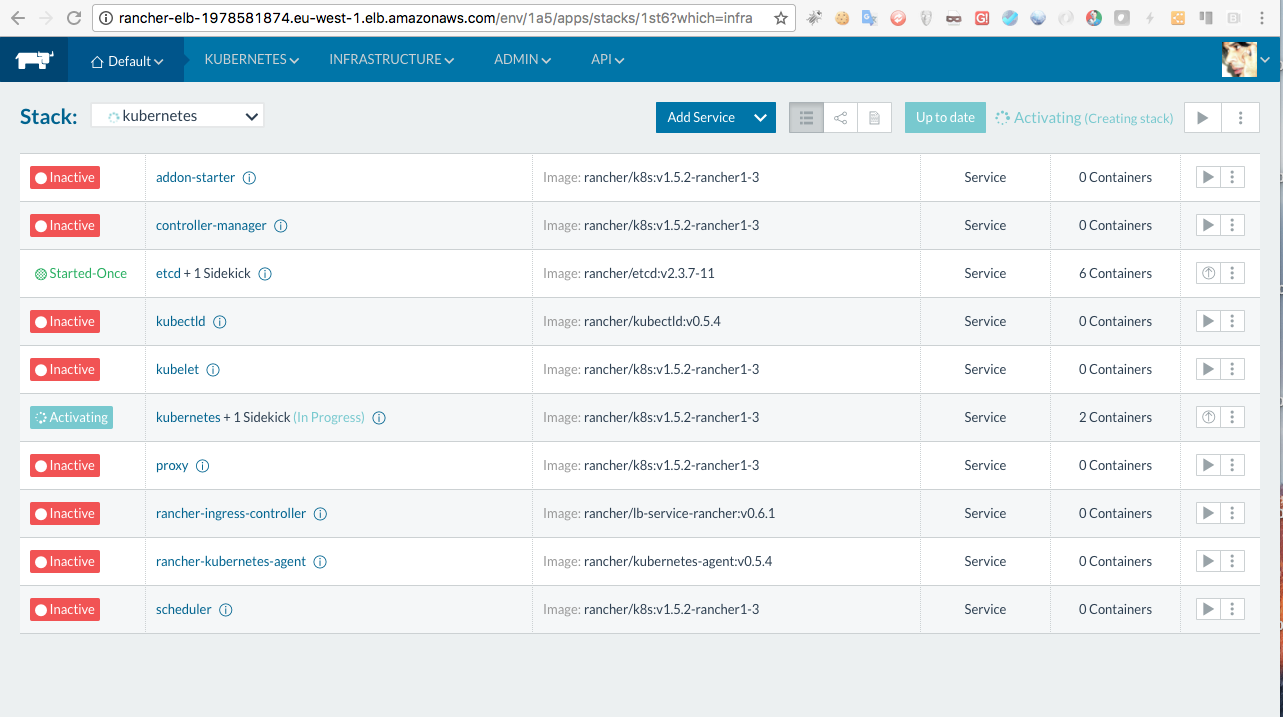 rancher-elb-1978581874.eu-west-1.elb.amazonaws.com/env/1a5/apps/stacks/1st6?which=infra
Default KUBERNETES INFRASTRUCTURE ADMIN API
Stack: kubernetes Add Service Up to date Activating (Creating stack)
Inactive addon-starter Image: rancher/k8s:v1.5.2-rancher1-3 Service 0 Containers
Inactive controller-manager Image: rancher/k8s:v1.5.2-rancher1-3 Service 0 Containers
Started-Once etcd + 1 Sidekick Image: rancher/etcd:v2.3.7-11 Service 6 Containers
Inactive kubectld Image: rancher/kubectld:v0.5.4 Service 0 Containers
Inactive kubelet Image: rancher/k8s:v1.5.2-rancher1-3 Service 0 Containers
Activating kubernetes + 1 Sidekick (In Progress) Image: rancher/k8s:v1.5.2-rancher1-3 Service 2 Containers
Inactive proxy Image: rancher/k8s:v1.5.2-rancher1-3 Service 0 Containers
Inactive rancher-ingress-controller Image: rancher/lb-service-rancher:v0.6.1 Service 0 Containers
Inactive rancher-kubernetes-agent Image: rancher/kubernetes-agent:v0.5.4 Service 0 Containers
Inactive scheduler Image: rancher/k8s:v1.5.2-rancher1-3 Service 0 Containers